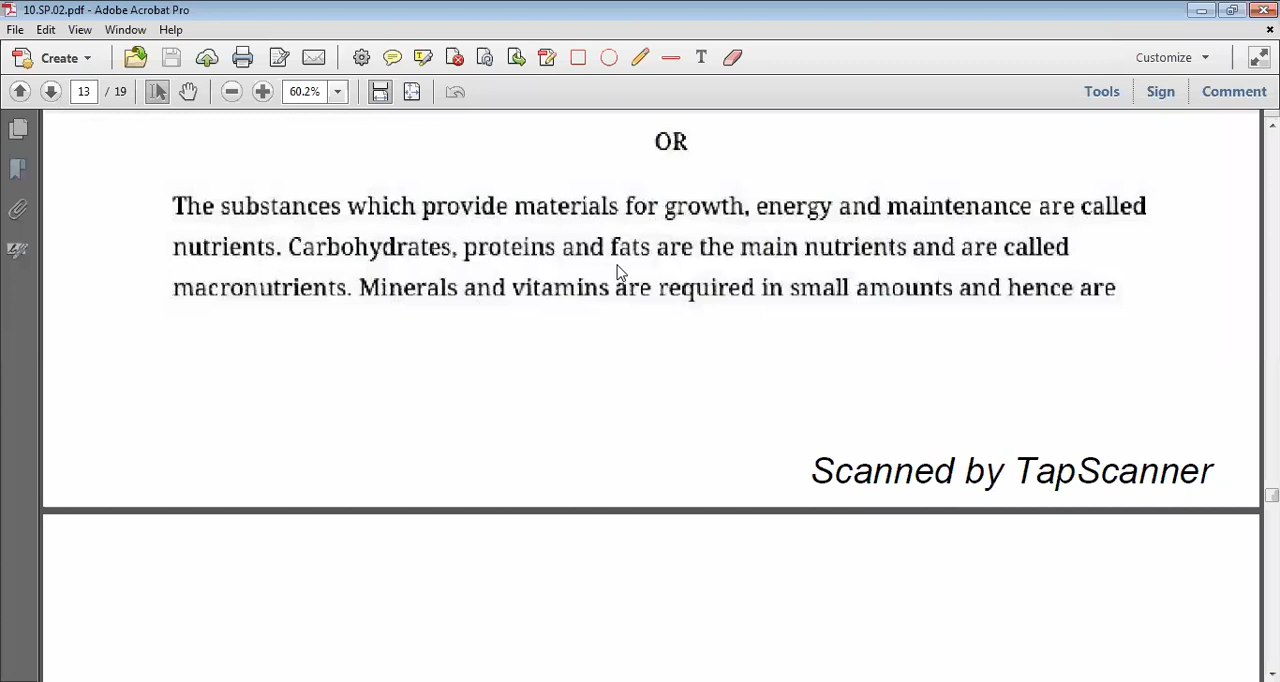 10.SP.02.pdf - Adobe Acrobat Pro
File Edit View Window Help
Create Customize
13 / 19 60.2% Tools Sign Comment
OR
The substances which provide materials for growth, energy and maintenance are called
nutrients. Carbohydrates, proteins and fats are the main nutrients and are called
macronutrients. Minerals and vitamins are required in small amounts and hence are
Scanned by TapScanner